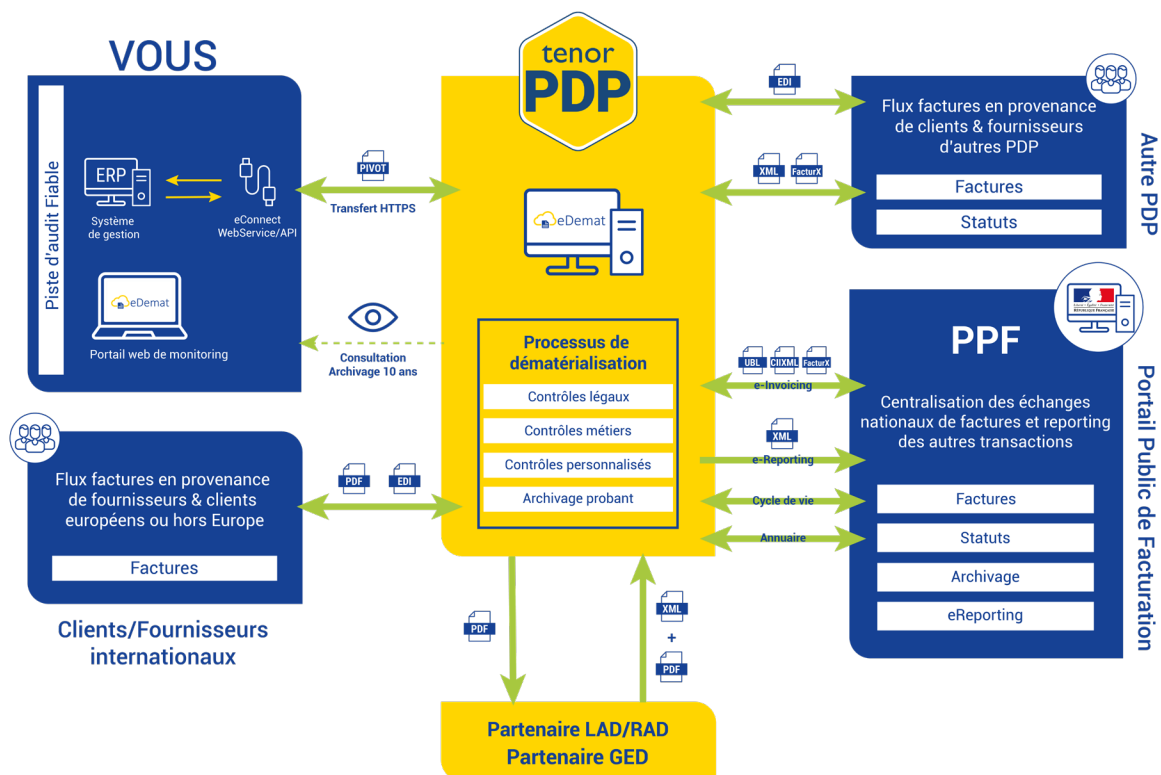 VOUS
Piste d'audit Fiable
ERP
Système
de gestion
eConnect
WebService/API
eDemat
Portail web de monitoring
PIVOT
Transfert HTTPS
Consultation
Archivage 10 ans
Flux factures en provenance
de fournisseurs & clients
européens ou hors Europe
Factures
Clients/Fournisseurs
internationaux
PDF
EDI
tenor
PDP
eDemat
Processus de
dématérialisation
Contrôles légaux
Contrôles métiers
Contrôles personnalisés
Archivage probant
PDF
XML
+
PDF
Partenaire LAD/RAD
Partenaire GED
EDI
XML
FacturX
Flux factures en provenance
de clients & fournisseurs
d'autres PDP
Factures
Statuts
Autre PDP
UBL
CIIXML
FacturX
e-Invoicing
XML
e-Reporting
Cycle de vie
Annuaire
RÉPUBLIQUE FRANÇAISE
PPF
Centralisation des échanges
nationaux de factures et reporting
des autres transactions
Factures
Statuts
Archivage
eReporting
Portail Public de Facturation